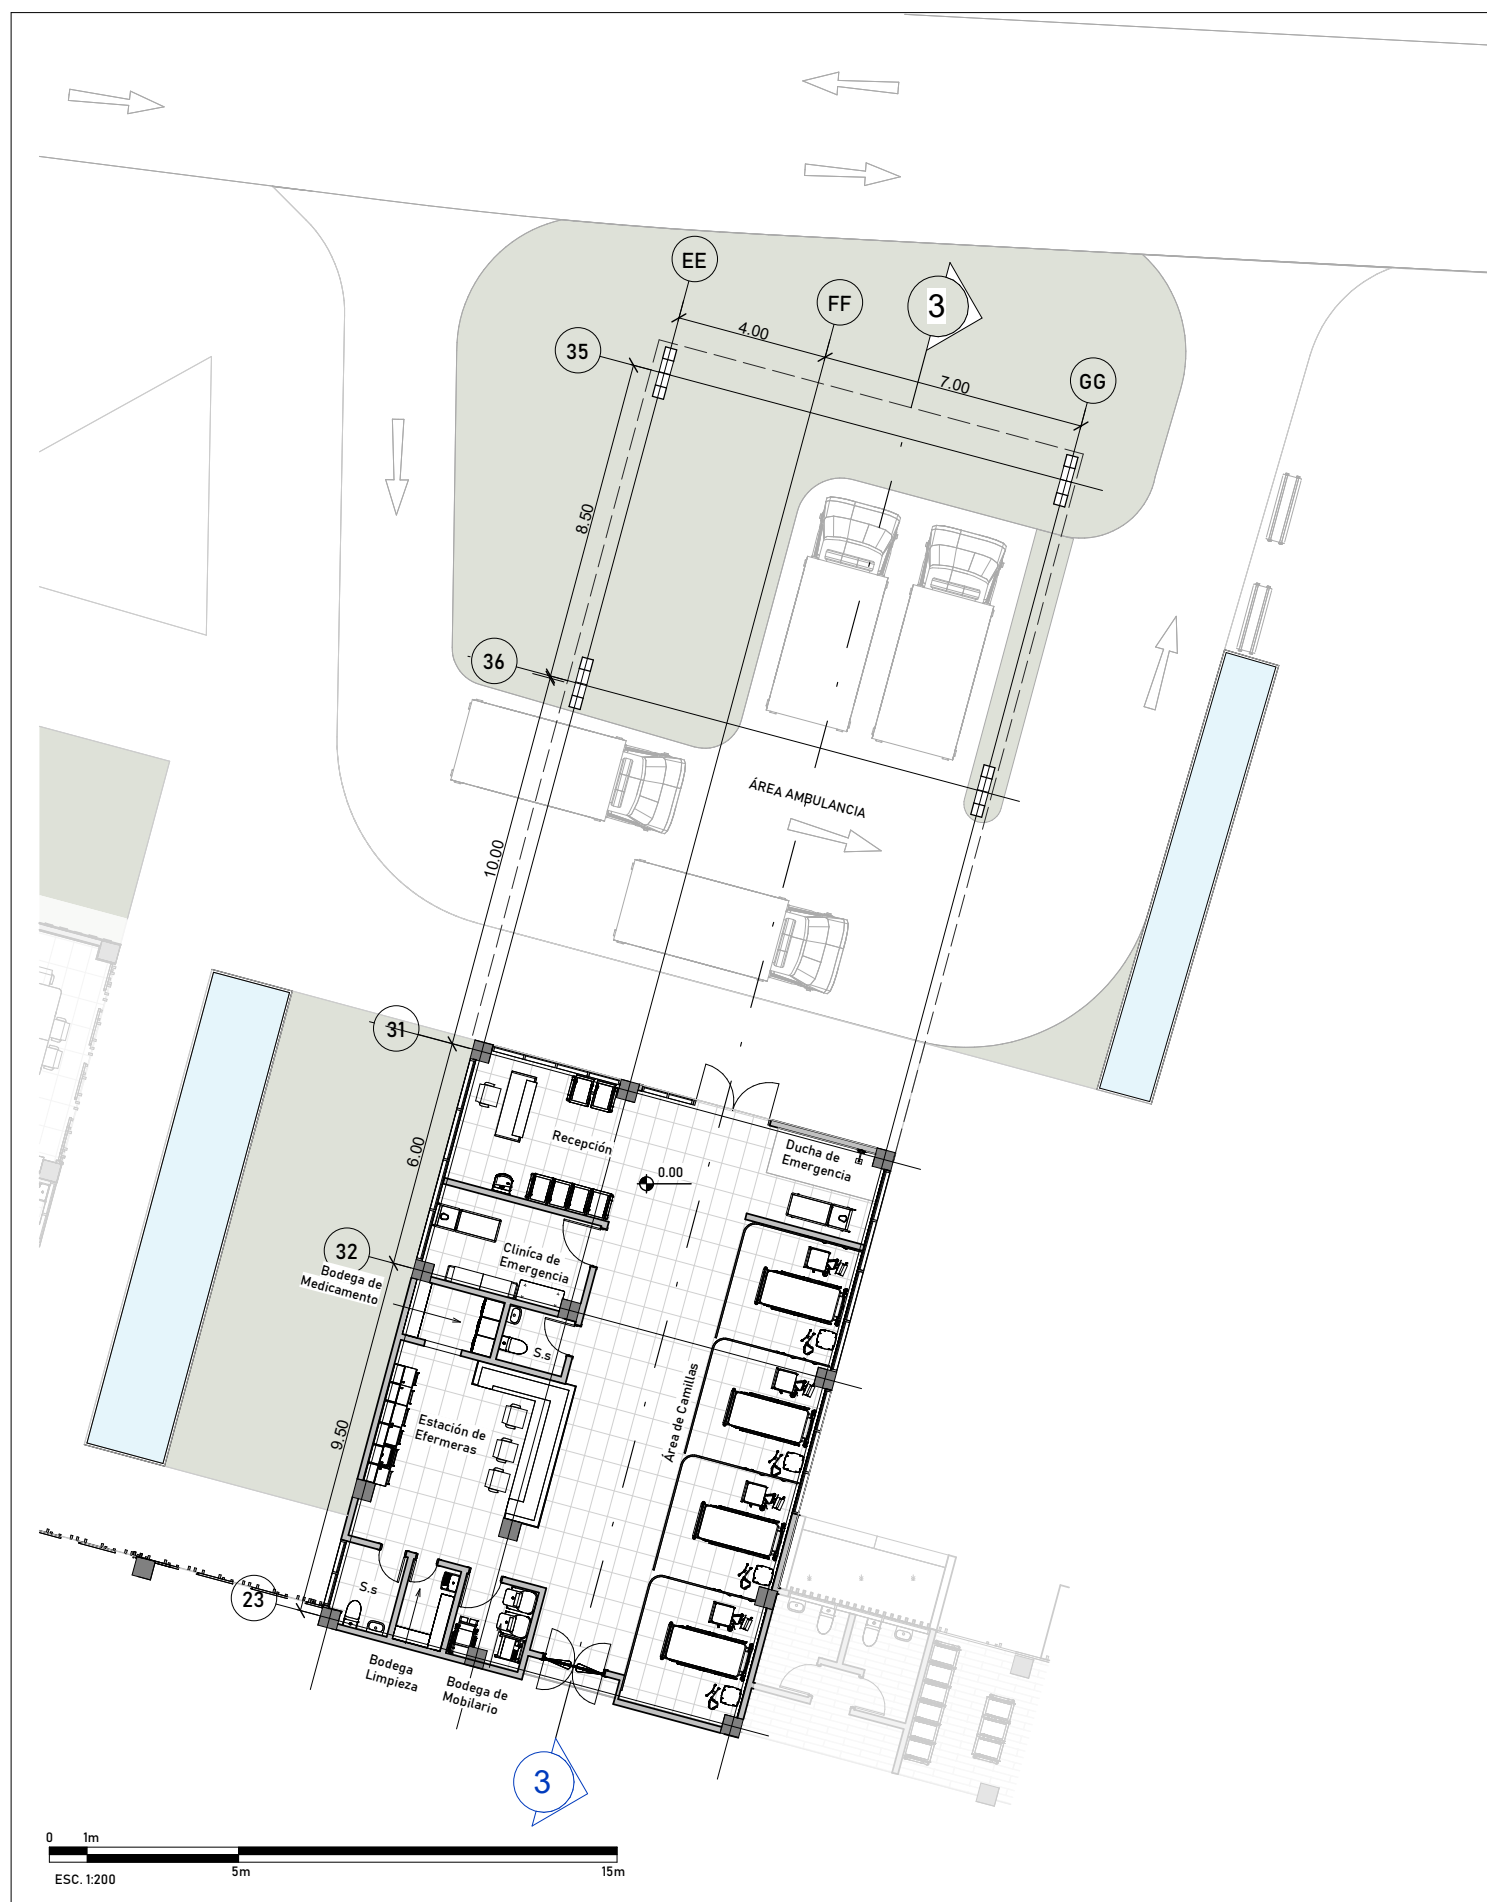 EE
FF
3
4.00
35
7.00
GG
8.50
36
ÁREA AMBULANCIA
10.00
31
Recepción
Ducha de
Emergencia
6.00
0.00
32
Bodega de
Medicamento
Cliníca de
Emergencia
S.s
Área de Camillas
Estación de
Efermeras
9.50
S.s
23
Bodega
Limpieza
Bodega de
Mobilario
3
0
1m
5m
15m
ESC. 1:200